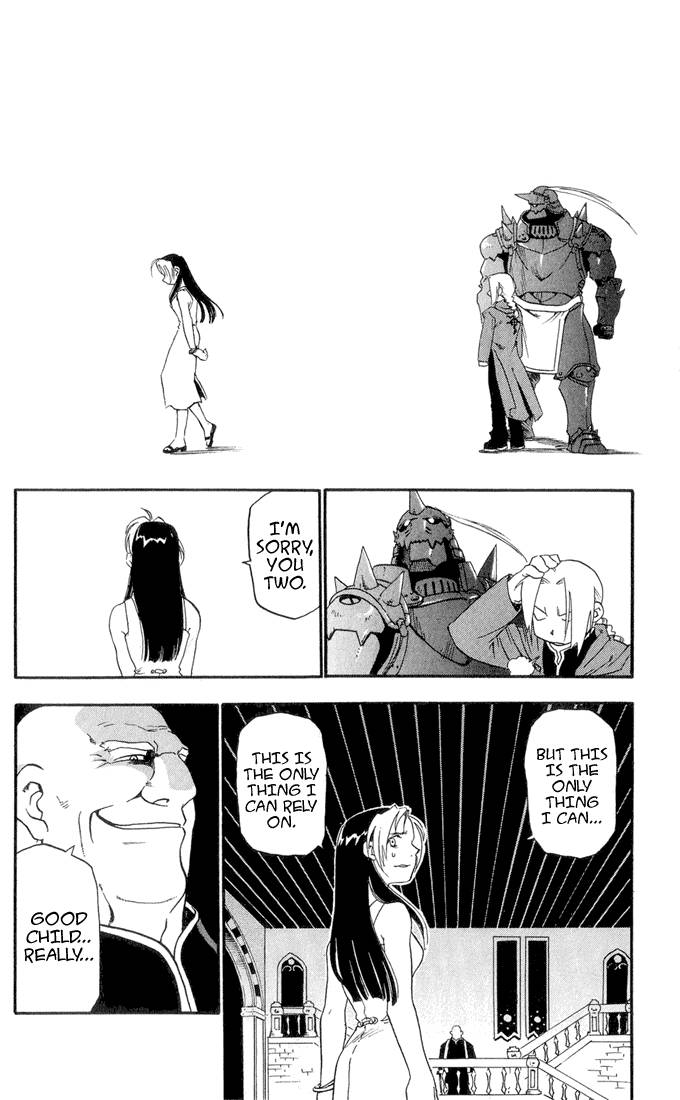 I'M
SORRY,
YOU
TWO.
BUT THIS
IS THE
ONLY
THING
I CAN...
THIS IS
THE ONLY
THING I
CAN RELY
ON.
GOOD
CHILD...
REALLY...